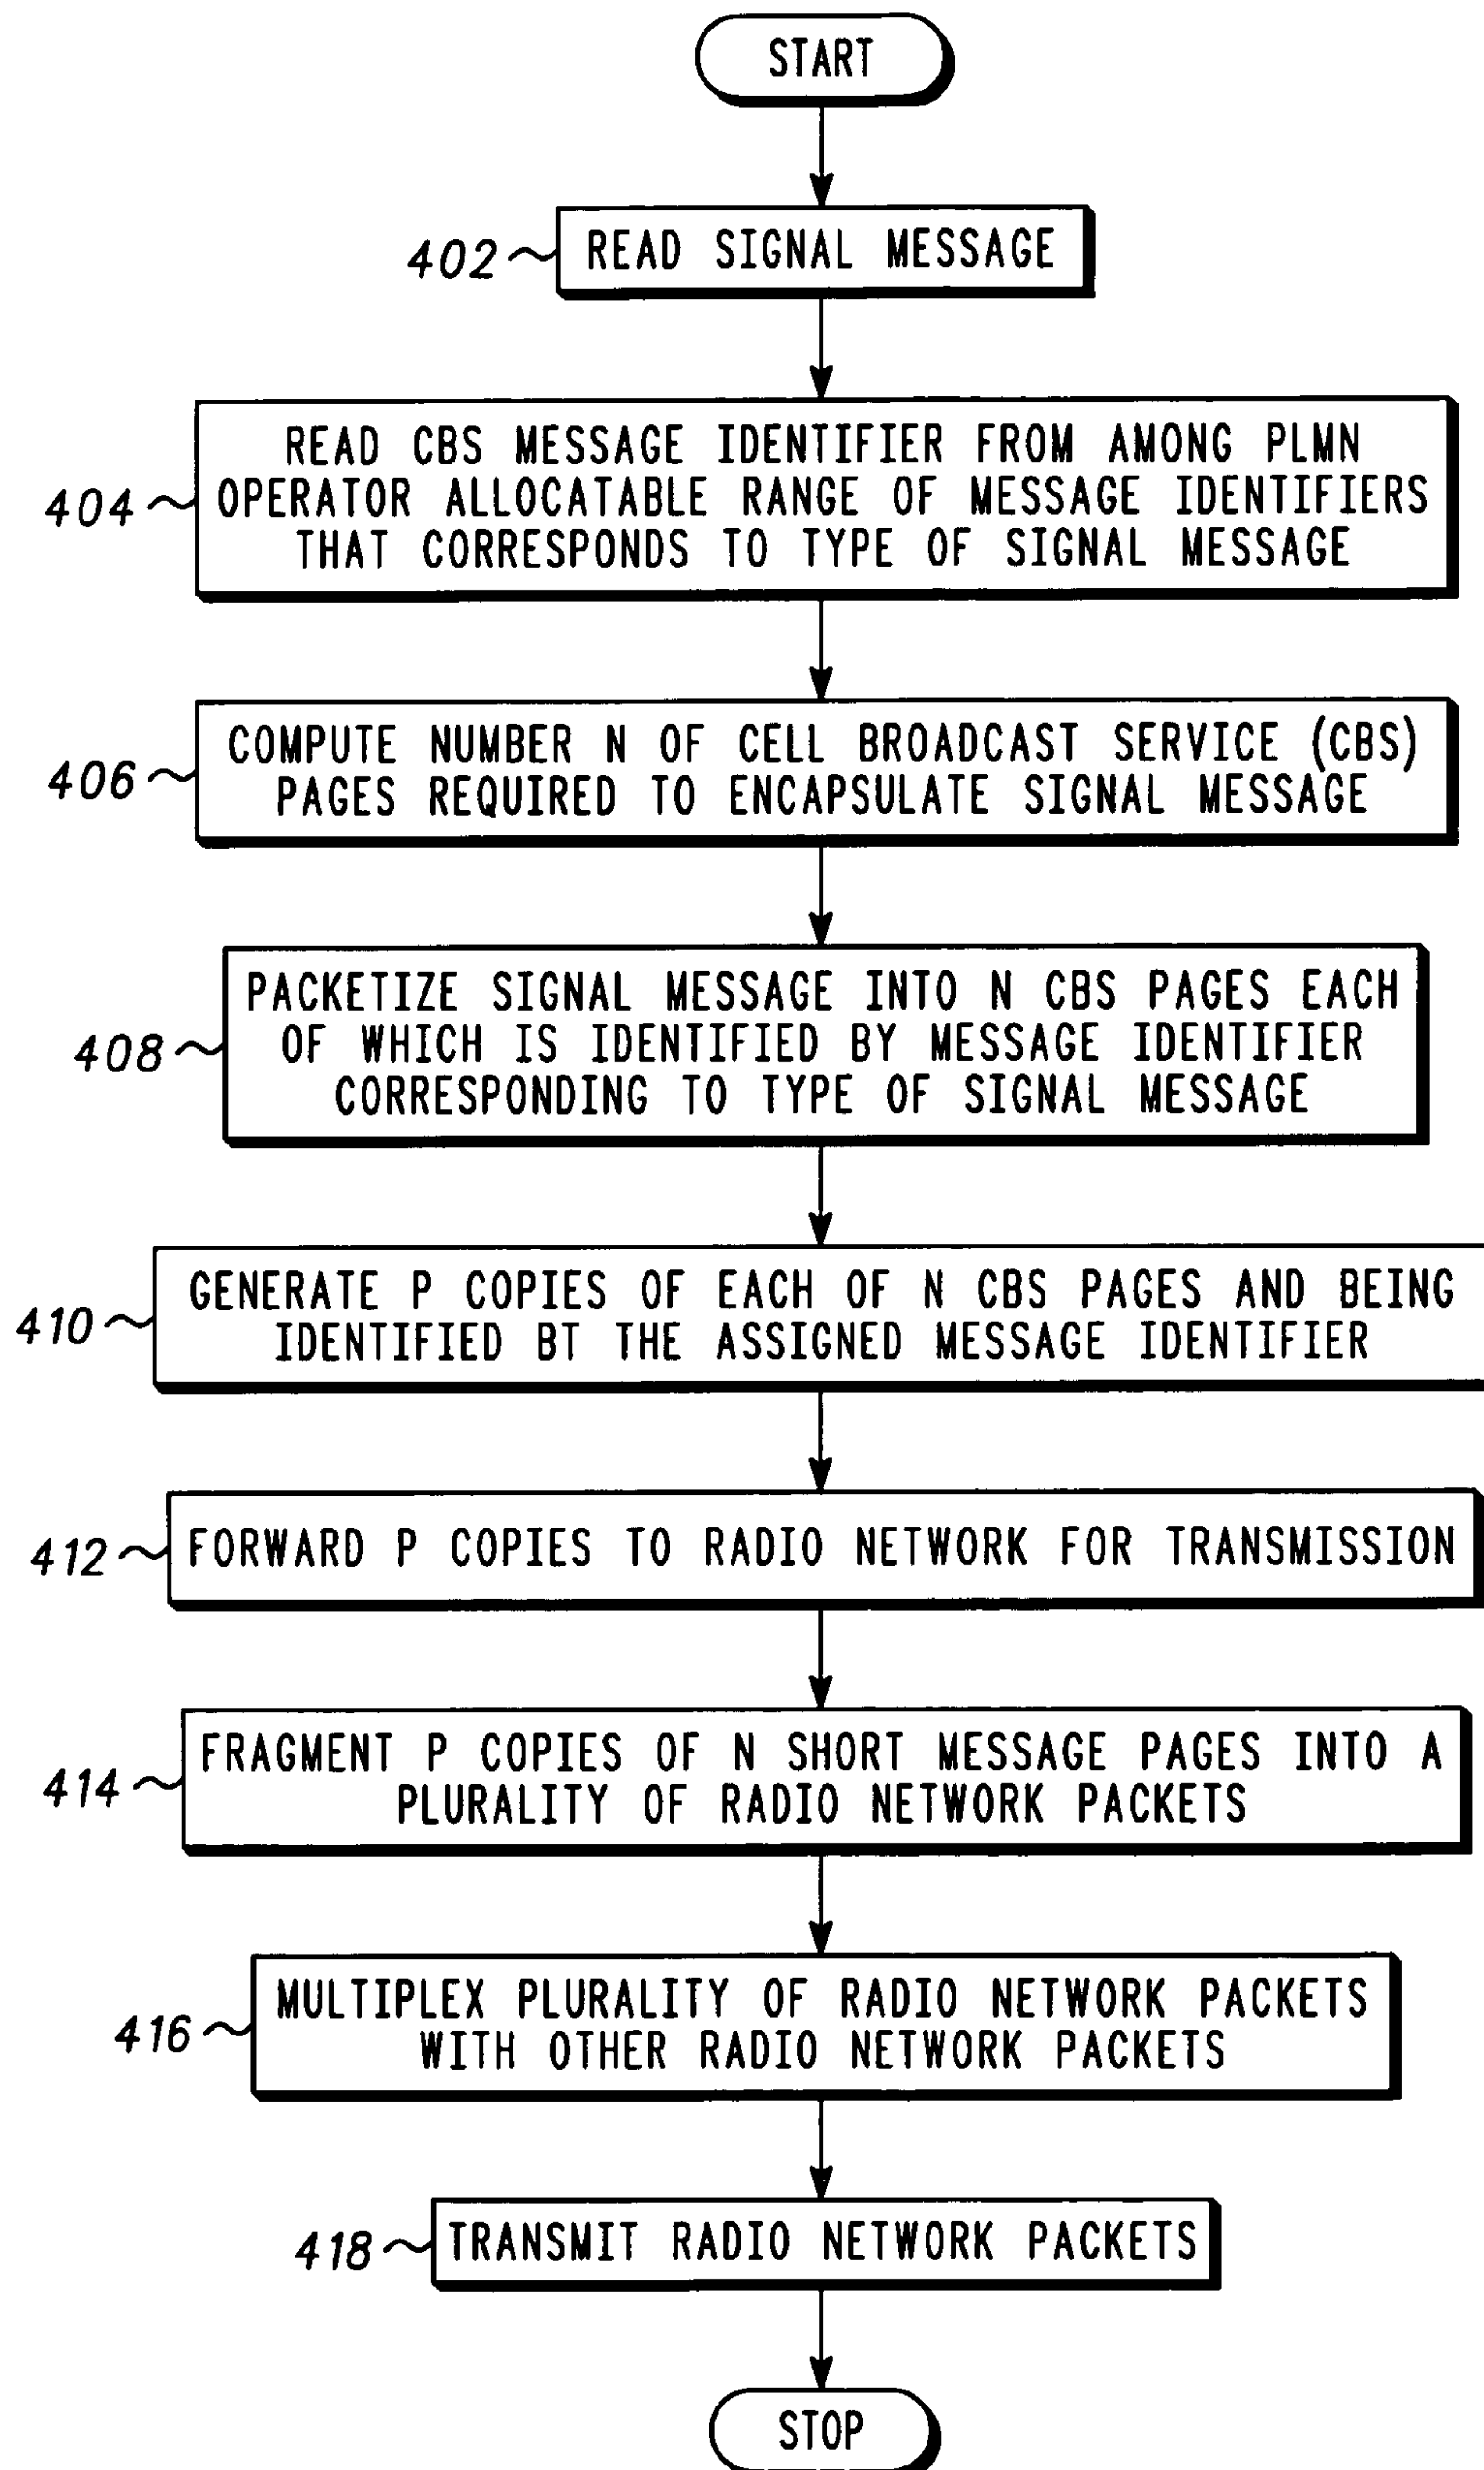 START
402
READ SIGNAL MESSAGE
404
READ CBS MESSAGE IDENTIFIER FROM AMONG PLMN
OPERATOR ALLOCATABLE RANGE OF MESSAGE IDENTIFIERS
THAT CORRESPONDS TO TYPE OF SIGNAL MESSAGE
406
COMPUTE NUMBER N OF CELL BROADCAST SERVICE (CBS)
PAGES REQUIRED TO ENCAPSULATE SIGNAL MESSAGE
408
PACKETIZE SIGNAL MESSAGE INTO N CBS PAGES EACH
OF WHICH IS IDENTIFIED BY MESSAGE IDENTIFIER
CORRESPONDING TO TYPE OF SIGNAL MESSAGE
410
GENERATE P COPIES OF EACH OF N CBS PAGES AND BEING
IDENTIFIED BT THE ASSIGNED MESSAGE IDENTIFIER
412
FORWARD P COPIES TO RADIO NETWORK FOR TRANSMISSION
414
FRAGMENT P COPIES OF N SHORT MESSAGE PAGES INTO A
PLURALITY OF RADIO NETWORK PACKETS
416
MULTIPLEX PLURALITY OF RADIO NETWORK PACKETS
WITH OTHER RADIO NETWORK PACKETS
418
TRANSMIT RADIO NETWORK PACKETS
STOP